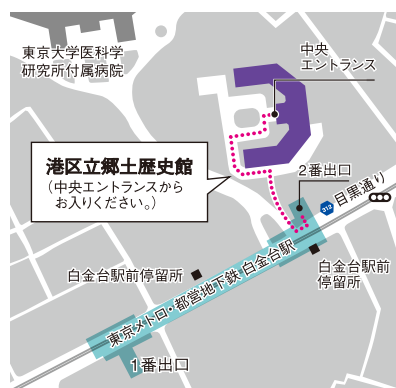 東京大学医科学
研究所付属病院
中央
エントランス
港区立郷土歴史館
（中央エントランスから
お入りください。）
2番出口
312
目黒通り
白金台駅前停留所
白金台駅前
停留所
東京メトロ・都営地下鉄 白金台駅
1番出口